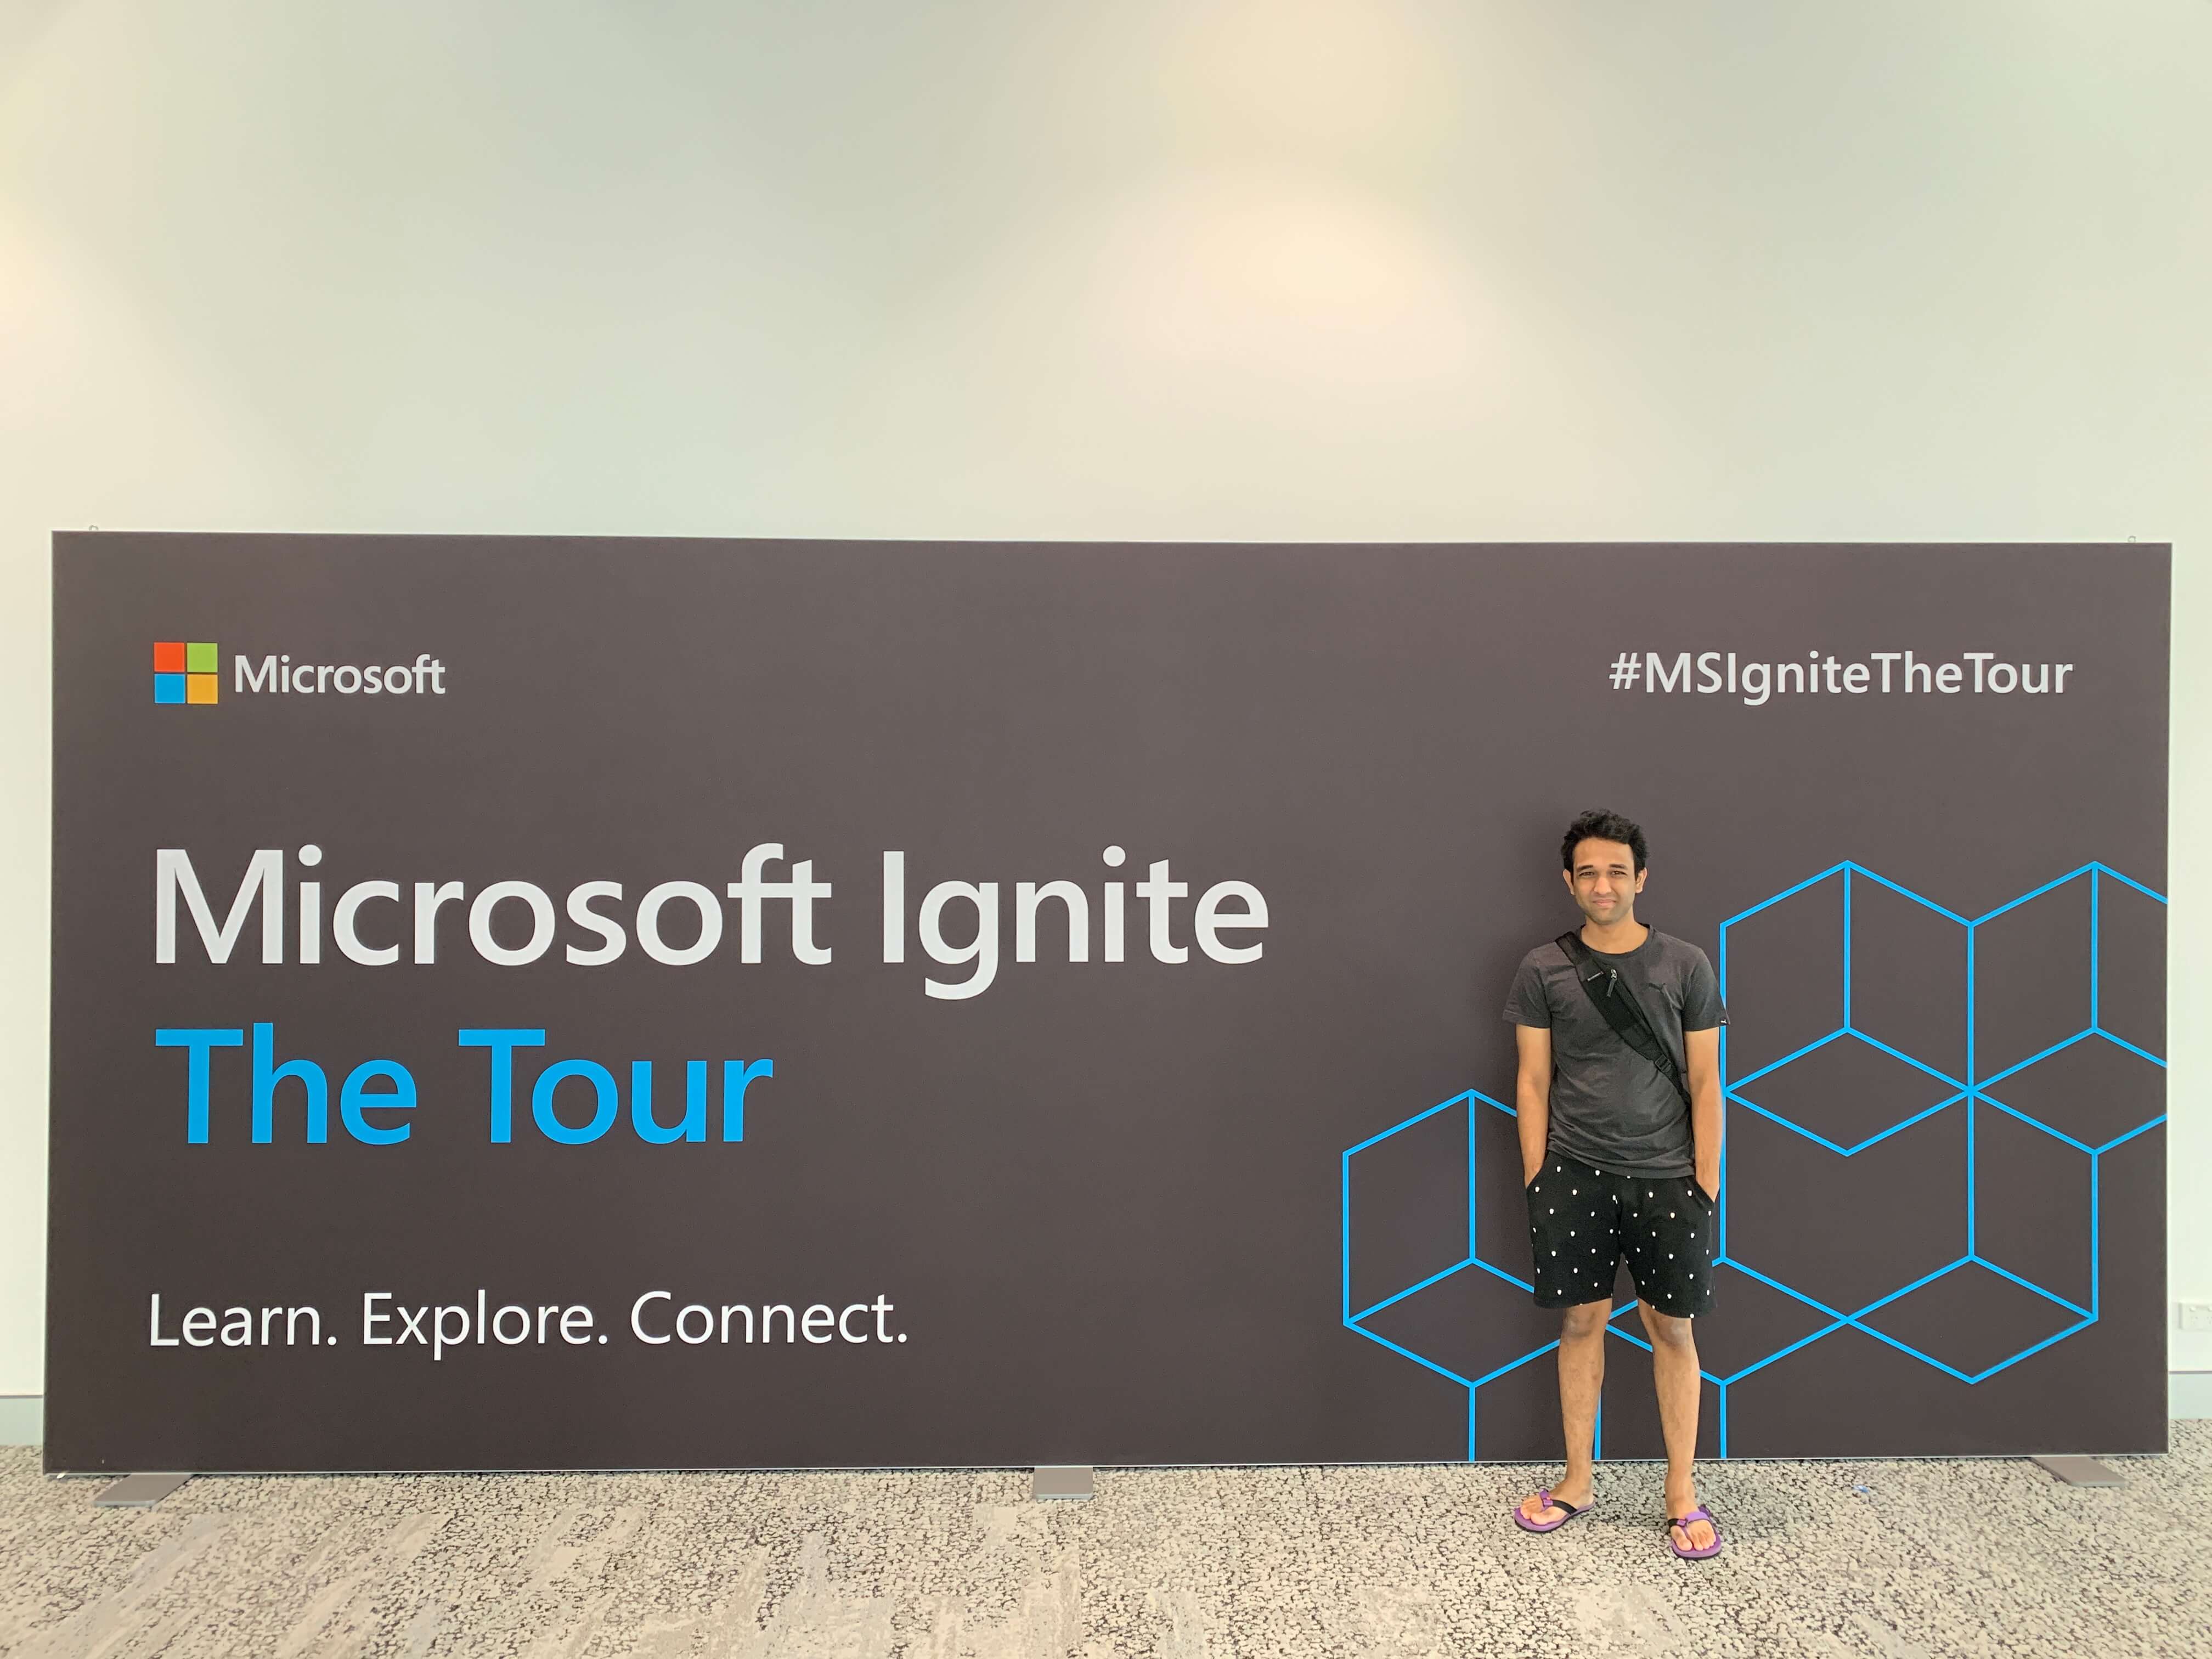 Microsoft
#MSIgniteTheTour
Microsoft Ignite
The Tour
Learn. Explore. Connect.